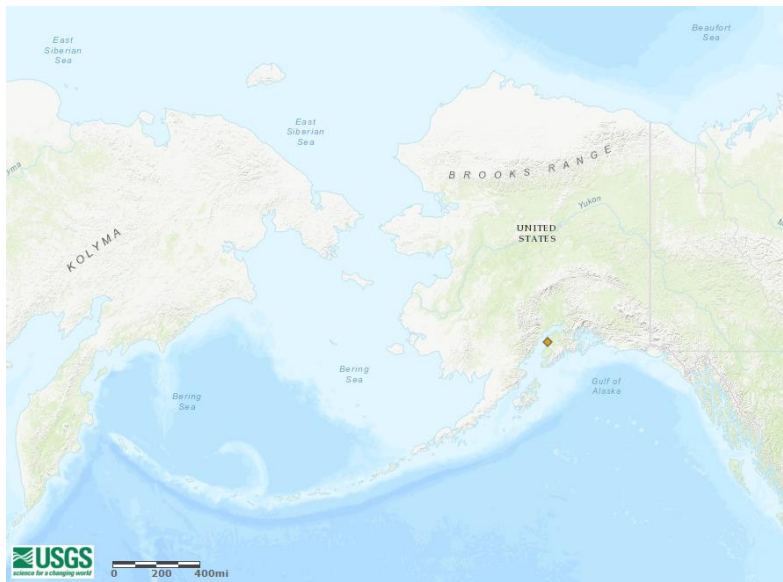 East
Siberian
Sea
Beaufort
Sea
East
Siberian
Sea
BROOKS RANGE
Yukon
UNITED
STATES
KOLYMA
Bering
Sea
Bering
Sea
Gulf of
Alaska
USGS
science for a changing world
0 200 400mi